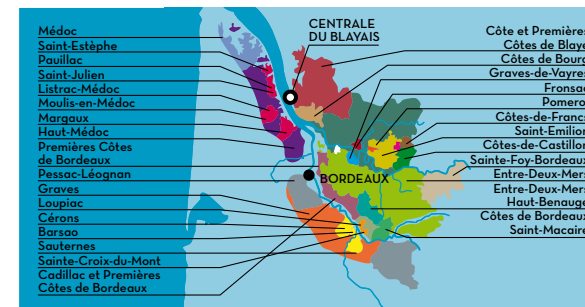 Médoc
Saint-Estèphe
Pauillac
Saint-Julien
Listrac-Médoc
Moulis-en-Médoc
Margaux
Haut-Médoc
Premières Côtes
de Bordeaux
Pessac-Léognan
Graves
Loupiac
Cérons
Barsao
Sauternes
Sainte-Croix-du-Mont
Cadillac et Premières
Côtes de Bordeaux
CENTRALE
DU BLAYAIS
BORDEAUX
Côte et Première
Côtes de Blaye
Côtes de Bourg
Graves-de-Vayre
Fronsac
Pomero
Côtes-de-Franc
Saint-Emilion
Côtes-de-Castillon
Sainte-Foy-Bordeaux
Entre-Deux-Mers
Entre-Deux-Mers
Haut-Benauge
Côtes de Bordeaux
Saint-Macaire